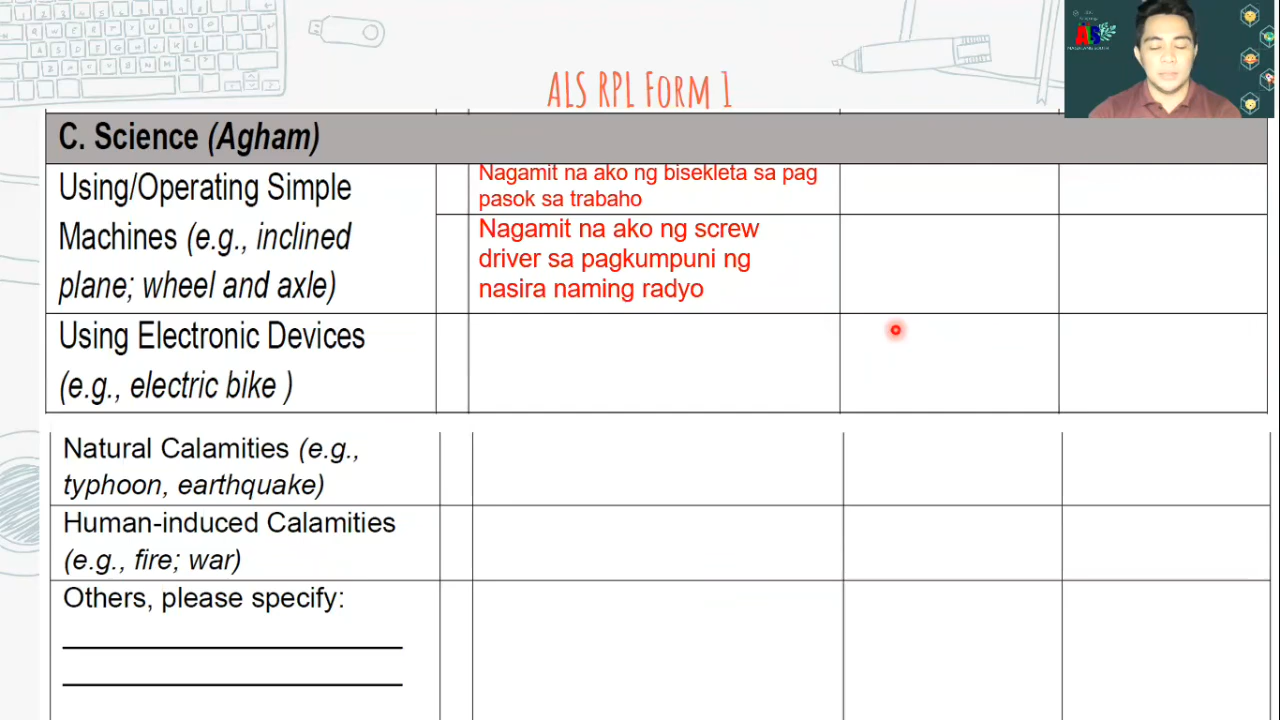 ALS RPL FORM 1
ALS
C. Science (Agham)
Using/Operating Simple
Machines (e.g., inclined
plane; wheel and axle)
Nagamit na ako ng bisekleta sa pag
pasok sa trabaho
Nagamit na ako ng screw
driver sa pagkumpuni ng
nasira naming radyo
Using Electronic Devices
(e.g., electric bike )
Natural Calamities (e.g.,
typhoon, earthquake)
Human-induced Calamities
(e.g., fire; war)
Others, please specify: